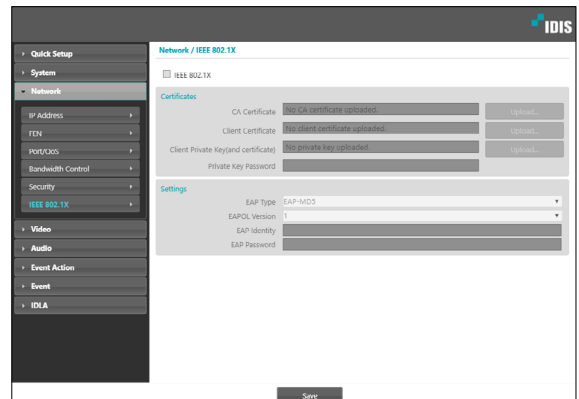 IDIS
Quick Setup
System
Network
IP Address
FEN
Port/QoS
Bandwidth Control
Security
IEEE 802.1X
Video
Audio
Event Action
Event
IDLA
Network / IEEE 802.1X
IEEE 802.1X
Certificates
CA Certificate No CA certificate uploaded. Upload...
Client Certificate No client certificate uploaded. Upload...
Client Private Key(and certificate) No private key uploaded. Upload...
Private Key Password
Settings
EAP Type EAP-MD5
EAPOL Version 1
EAP Identity
EAP Password
Save